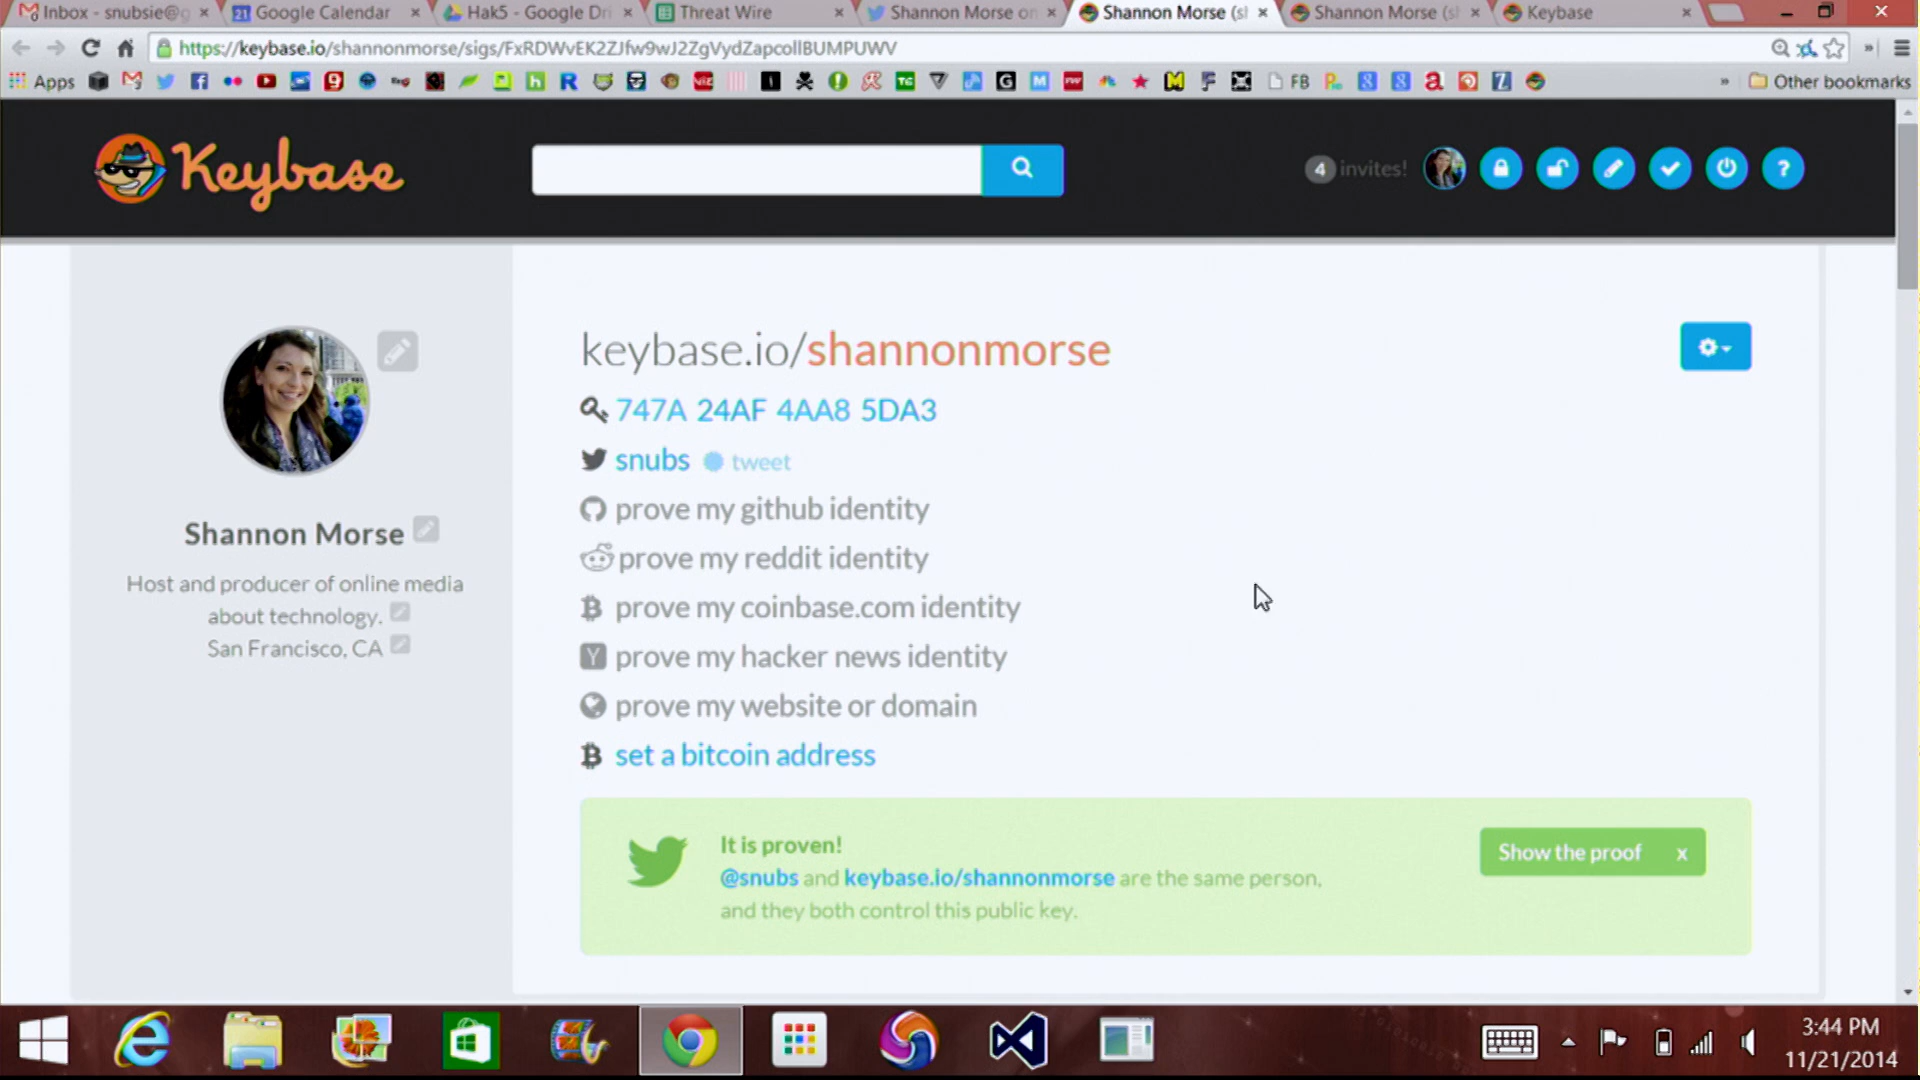 Inbox - snubsie@g
Google Calendar
Hak5 - Google Dri
Threat Wire
Shannon Morse on
Shannon Morse (sl
Shannon Morse (sl
Keybase
https://keybase.io/shannonmorse/sigs/FxRDWvEK2ZJfw9wJ2ZgVydZapcollBUMPUWV
Apps
FB
Other bookmarks
Keybase
4 invites!
keybase.io/shannonmorse
747A 24AF 4AA8 5DA3
snubs tweet
prove my github identity
prove my reddit identity
prove my coinbase.com identity
prove my hacker news identity
prove my website or domain
set a bitcoin address
Shannon Morse
Host and producer of online media
about technology.
San Francisco, CA
It is proven!
@snubs and keybase.io/shannonmorse are the same person,
and they both control this public key.
Show the proof x
3:44 PM
11/21/2014